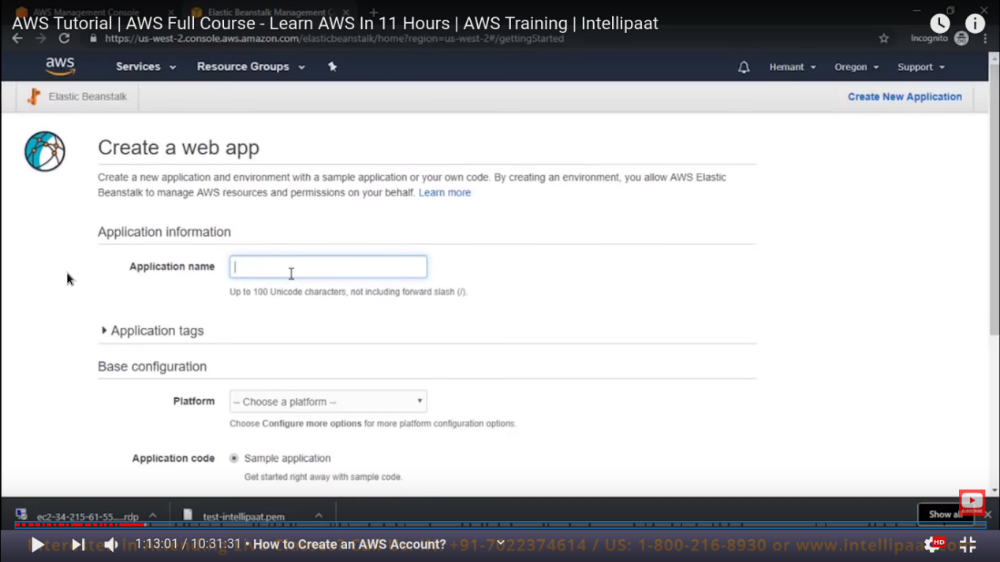 AWS Management Console
Elastic Beanstalk Management C
AWS Tutorial | AWS Full Course - Learn AWS In 11 Hours | AWS Training | Intellipaat
https://us-west-2.console.aws.amazon.com/elasticbeanstalk/home?region=us-west-2#/gettingStarted
Incognito
aws
Services
Resource Groups
Hemant
Oregon
Support
Elastic Beanstalk
Create New Application
Create a web app
Create a new application and environment with a sample application or your own code. By creating an environment, you allow AWS Elastic
Beanstalk to manage AWS resources and permissions on your behalf. Learn more
Application information
Application name
Up to 100 Unicode characters, not including forward slash (/).
Application tags
Base configuration
Platform
-- Choose a platform --
Choose Configure more options for more platform configuration options.
Application code
Sample application
Get started right away with sample code.
SUBSCRIBE
ec2-34-215-61-55.....rdp
test-intellipaat.pem
Show all
1:13:01 / 10:31:31 • How to Create an AWS Account?
+91-7022374614 / US: 1-800-216-8930 or www.intellipaat
HD